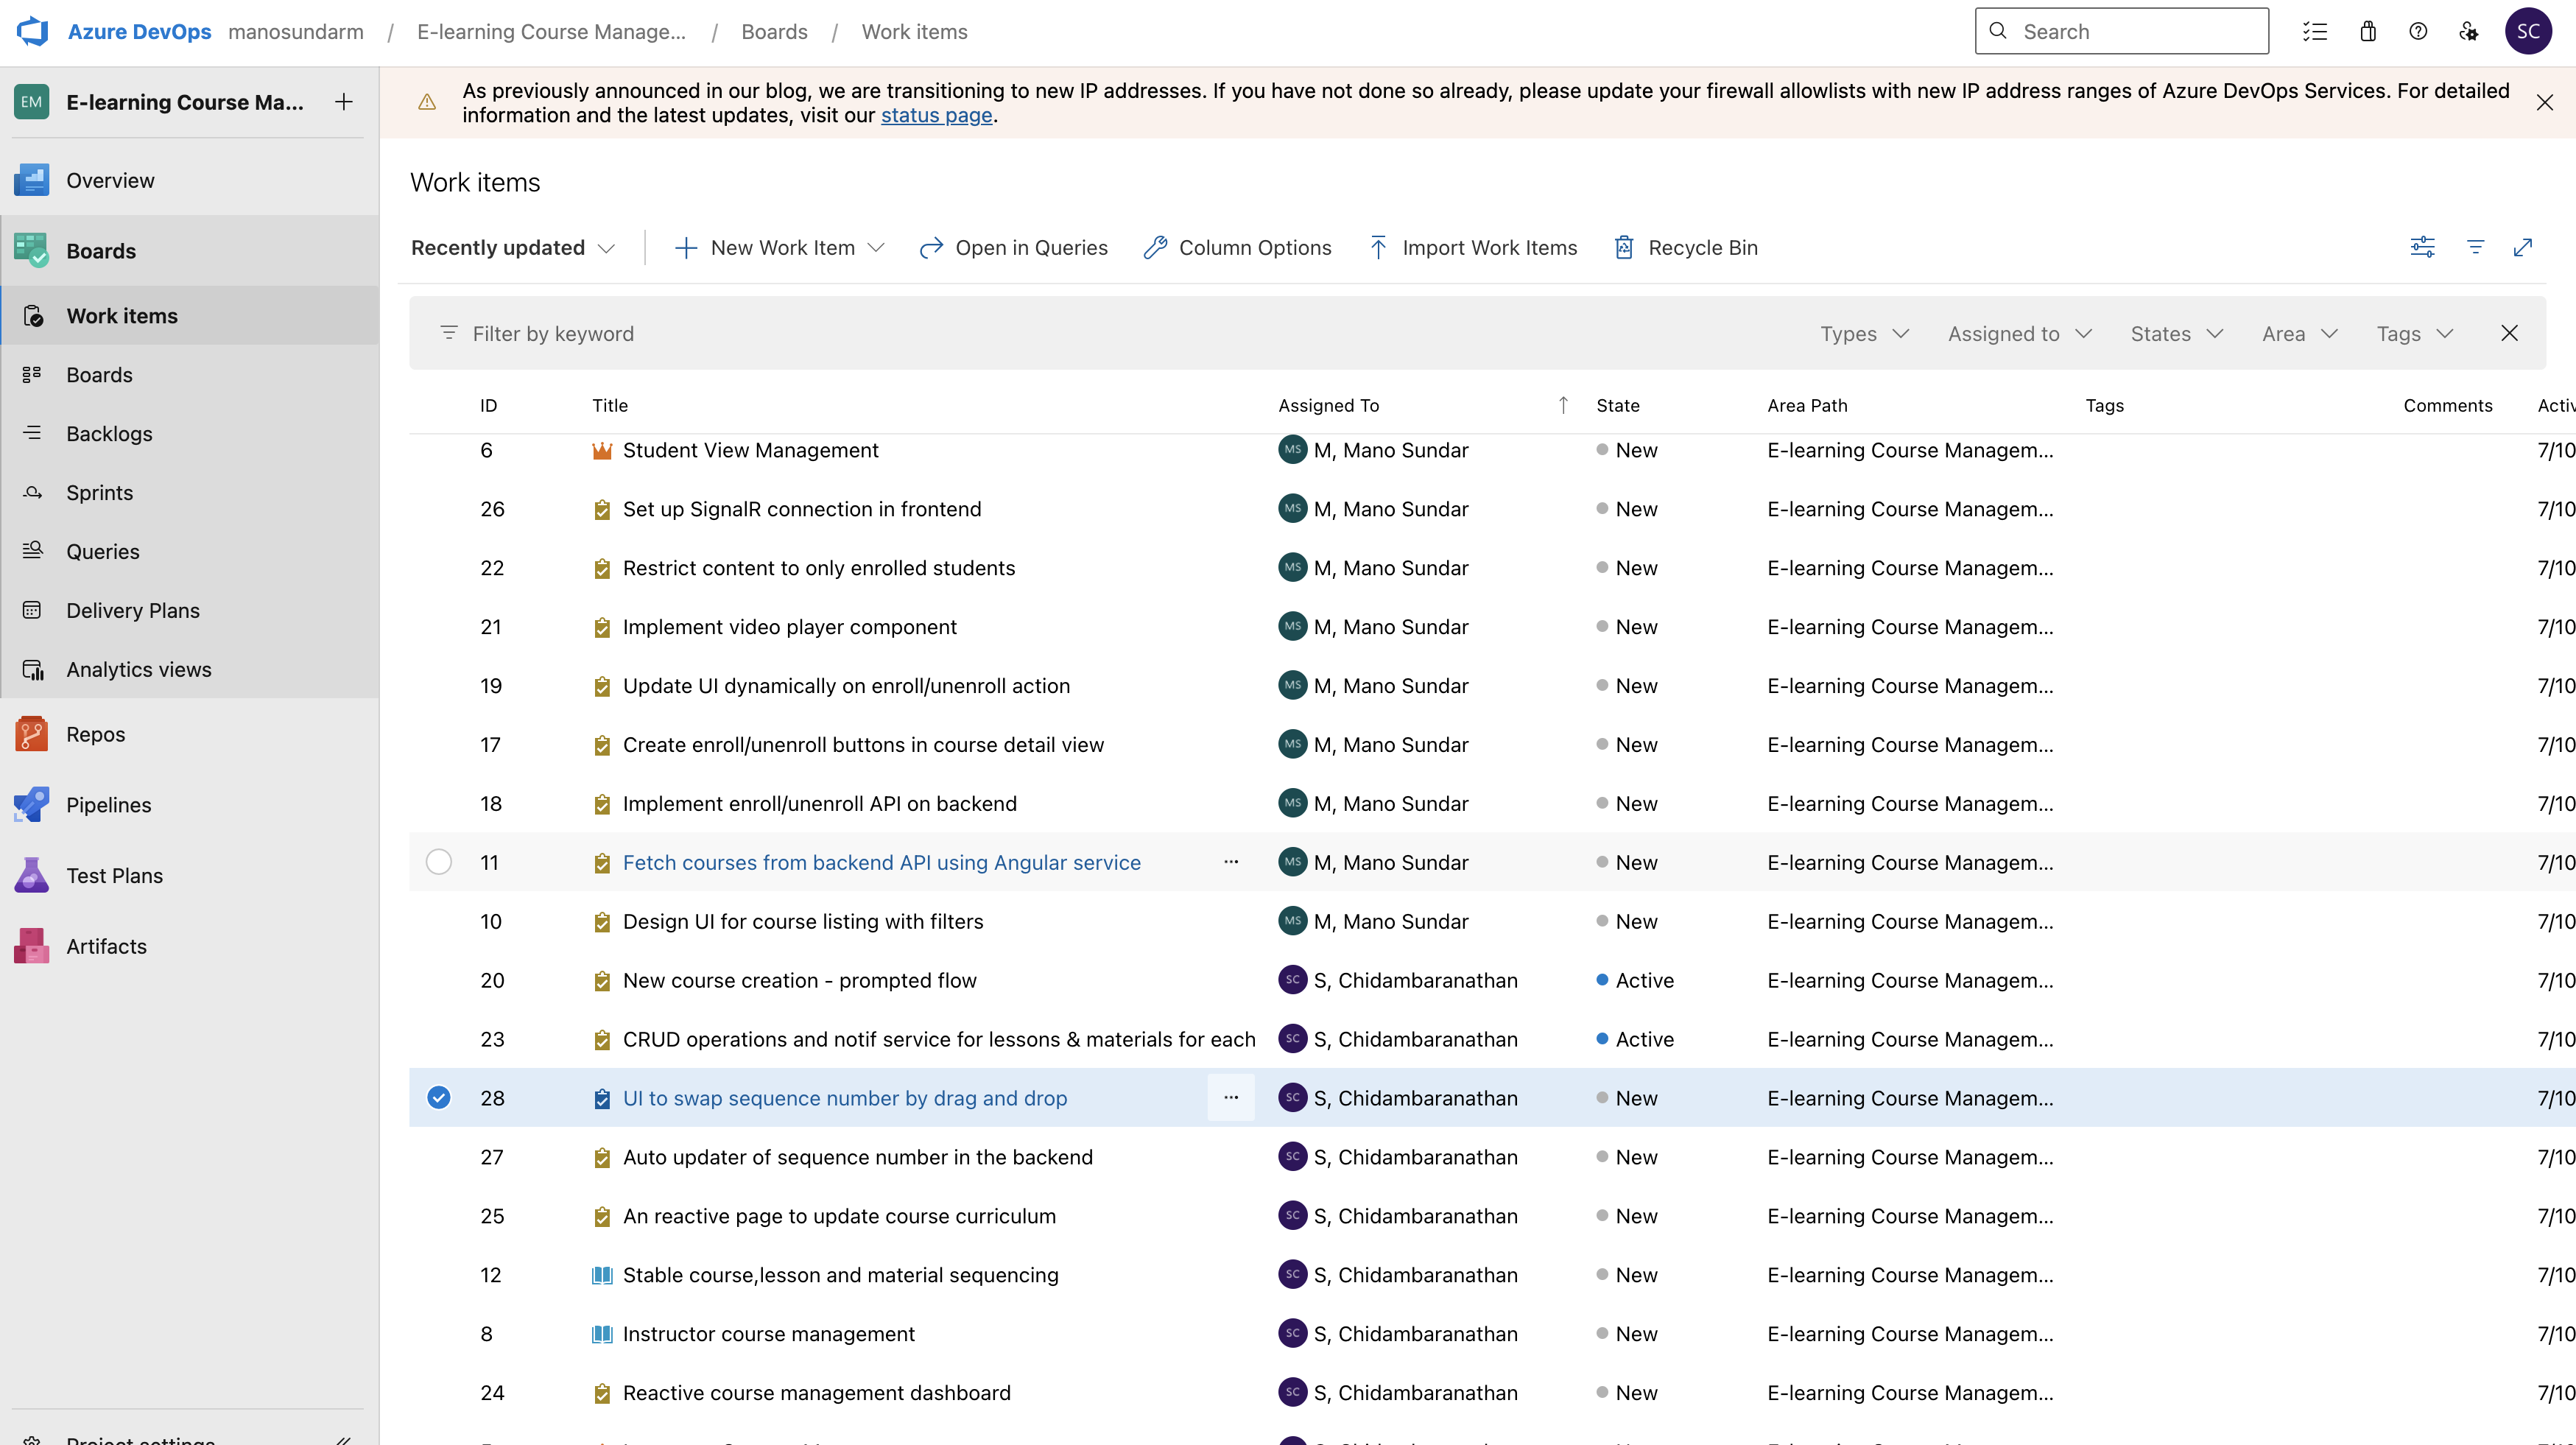 Azure DevOps manosundarm / E-learning Course Manage... / Boards / Work items Search SC
EM E-learning Course Ma...
Overview
Boards
Work items
Boards
Backlogs
Sprints
Queries
Delivery Plans
Analytics views
Repos
Pipelines
Test Plans
Artifacts
As previously announced in our blog, we are transitioning to new IP addresses. If you have not done so already, please update your firewall allowlists with new IP address ranges of Azure DevOps Services. For detailed
information and the latest updates, visit our status page.
Work items
Recently updated New Work Item Open in Queries Column Options Import Work Items Recycle Bin
Filter by keyword Types Assigned to States Area Tags
ID Title Assigned To State Area Path Tags Comments Activ
6 Student View Management MS M, Mano Sundar New E-learning Course Managem... 7/10
26 Set up SignalR connection in frontend MS M, Mano Sundar New E-learning Course Managem... 7/10
22 Restrict content to only enrolled students MS M, Mano Sundar New E-learning Course Managem... 7/10
21 Implement video player component MS M, Mano Sundar New E-learning Course Managem... 7/10
19 Update UI dynamically on enroll/unenroll action MS M, Mano Sundar New E-learning Course Managem... 7/10
17 Create enroll/unenroll buttons in course detail view MS M, Mano Sundar New E-learning Course Managem... 7/10
18 Implement enroll/unenroll API on backend MS M, Mano Sundar New E-learning Course Managem... 7/10
11 Fetch courses from backend API using Angular service ... MS M, Mano Sundar New E-learning Course Managem... 7/10
10 Design UI for course listing with filters MS M, Mano Sundar New E-learning Course Managem... 7/10
20 New course creation - prompted flow SC S, Chidambaranathan Active E-learning Course Managem... 7/10
23 CRUD operations and notif service for lessons & materials for each SC S, Chidambaranathan Active E-learning Course Managem... 7/10
28 UI to swap sequence number by drag and drop ... SC S, Chidambaranathan New E-learning Course Managem... 7/10
27 Auto updater of sequence number in the backend SC S, Chidambaranathan New E-learning Course Managem... 7/10
25 An reactive page to update course curriculum SC S, Chidambaranathan New E-learning Course Managem... 7/10
12 Stable course,lesson and material sequencing SC S, Chidambaranathan New E-learning Course Managem... 7/10
8 Instructor course management SC S, Chidambaranathan New E-learning Course Managem... 7/10
24 Reactive course management dashboard SC S, Chidambaranathan New E-learning Course Managem... 7/10
Project settings